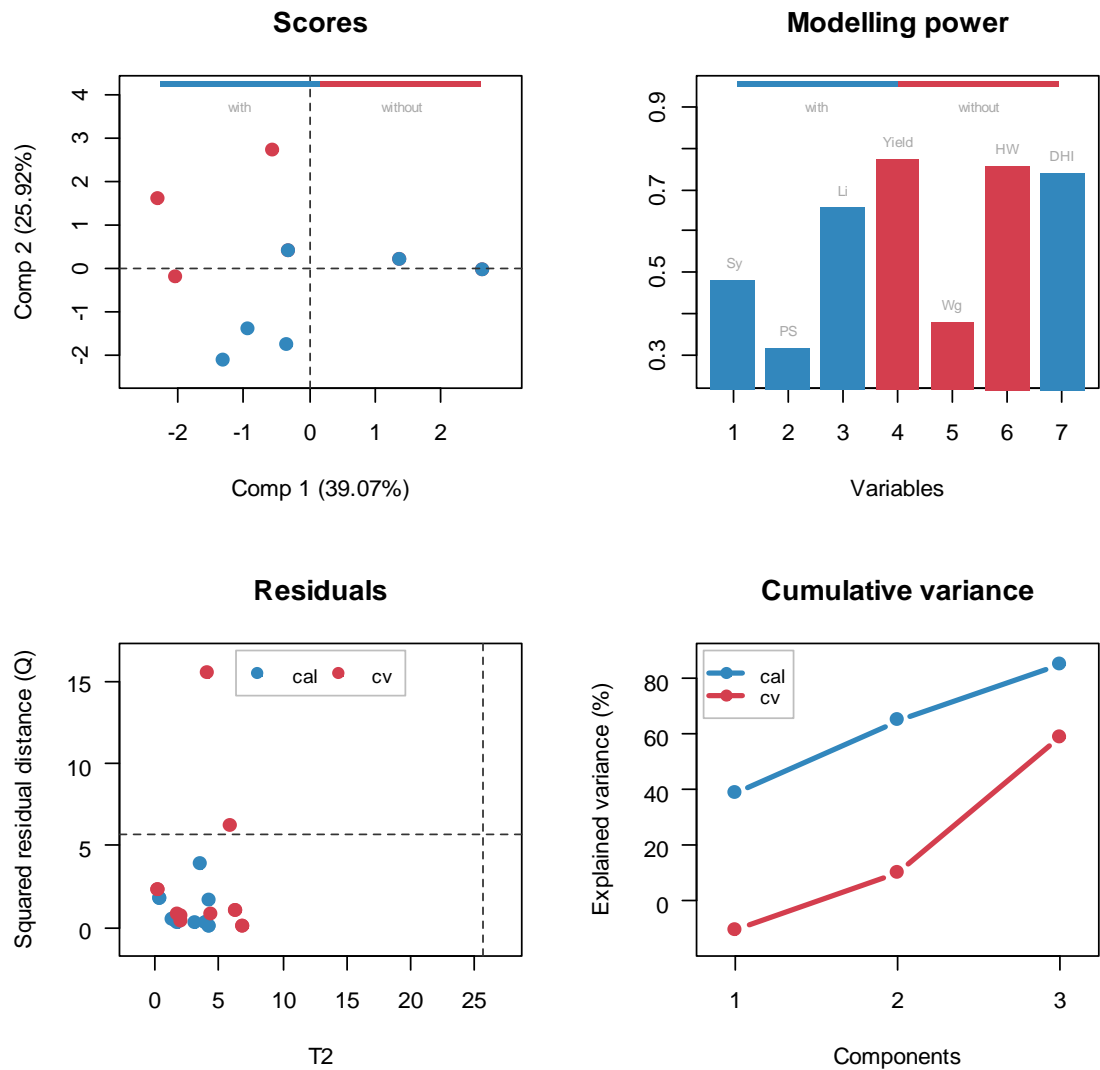 Scores
with without
Comp 2 (25.92%)
4
3
2
1
0
-1
-2
-2 -1 0 1 2
Comp 1 (39.07%)
Modelling power
with without
0.9
0.7
0.5
0.3
Sy
PS
Li
Yield
Wg
HW
DHI
1 2 3 4 5 6 7
Variables
Residuals
cal cv
Squared residual distance (Q)
15
10
5
0
0 5 10 15 20 25
T2
Cumulative variance
cal
cv
Explained variance (%)
80
60
40
20
0
1 2 3
Components